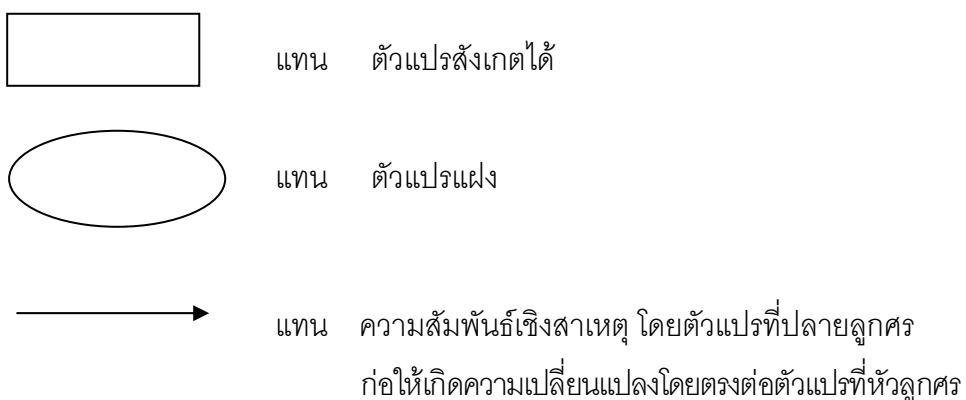 แทน ตัวแปรสังเกตได้
แทน ตัวแปรแฝง
แทน ความสัมพันธ์เชิงสาเหตุ โดยตัวแปรที่ปลายลูกศร
ก่อให้เกิดความเปลี่ยนแปลงโดยตรงต่อตัวแปรที่หัวลูกศร